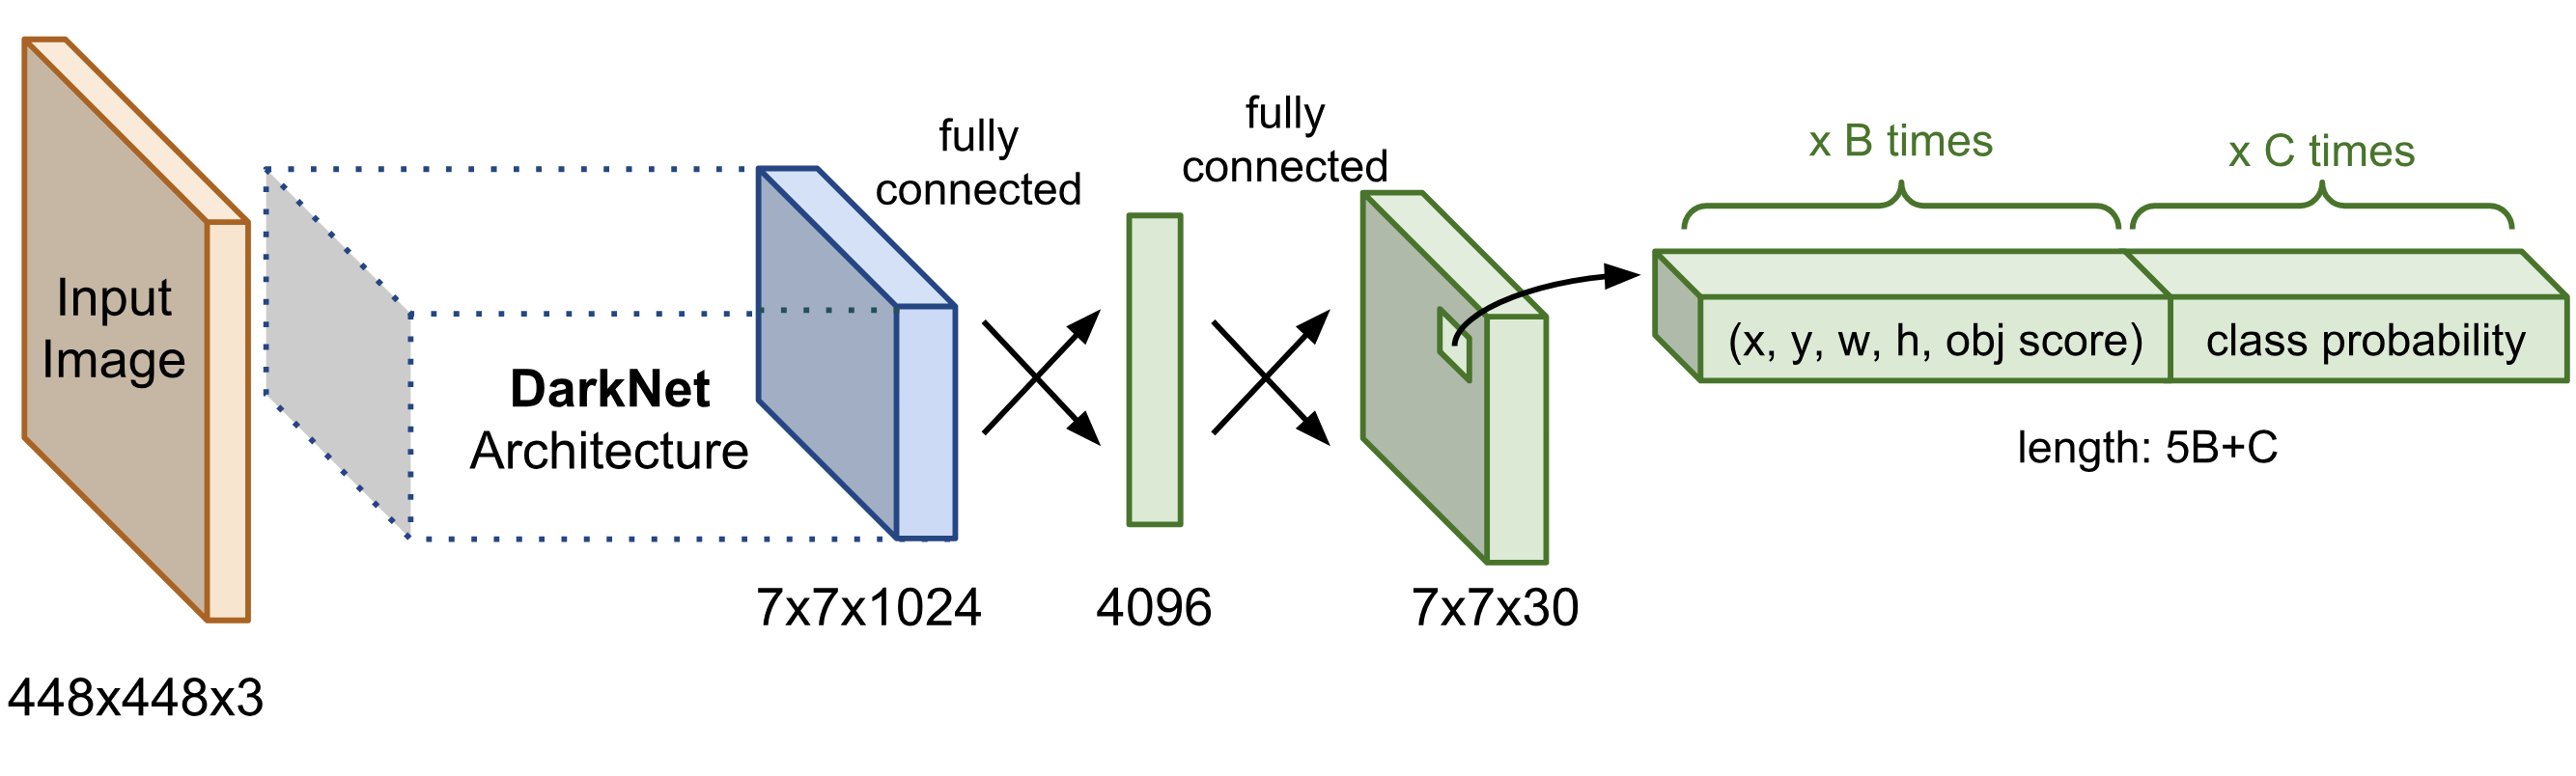 Input
Image
448x448x3
DarkNet
Architecture
7x7x1024
fully
connected
4096
fully
connected
7x7x30
x B times
x C times
(x, y, w, h, obj score)
class probability
length: 5B+C